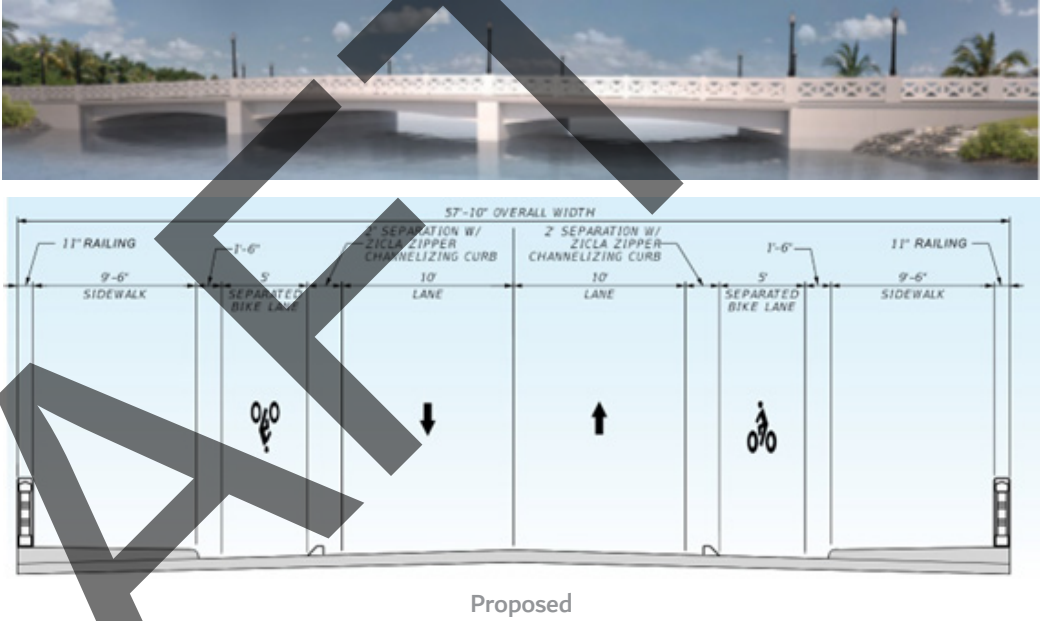 57'-10" OVERALL WIDTH
11" RAILING
1'-6"
2' SEPARATION W/
ZICLA ZIPPER
CHANNELIZING CURB
2' SEPARATION W/
ZICLA ZIPPER
CHANNELIZING CURB
1'-6"
11" RAILING
9'-6"
SIDEWALK
5'
SEPARATED
BIKE LANE
10'
LANE
10'
LANE
5'
SEPARATED
BIKE LANE
9'-6"
SIDEWALK
AFT
Proposed